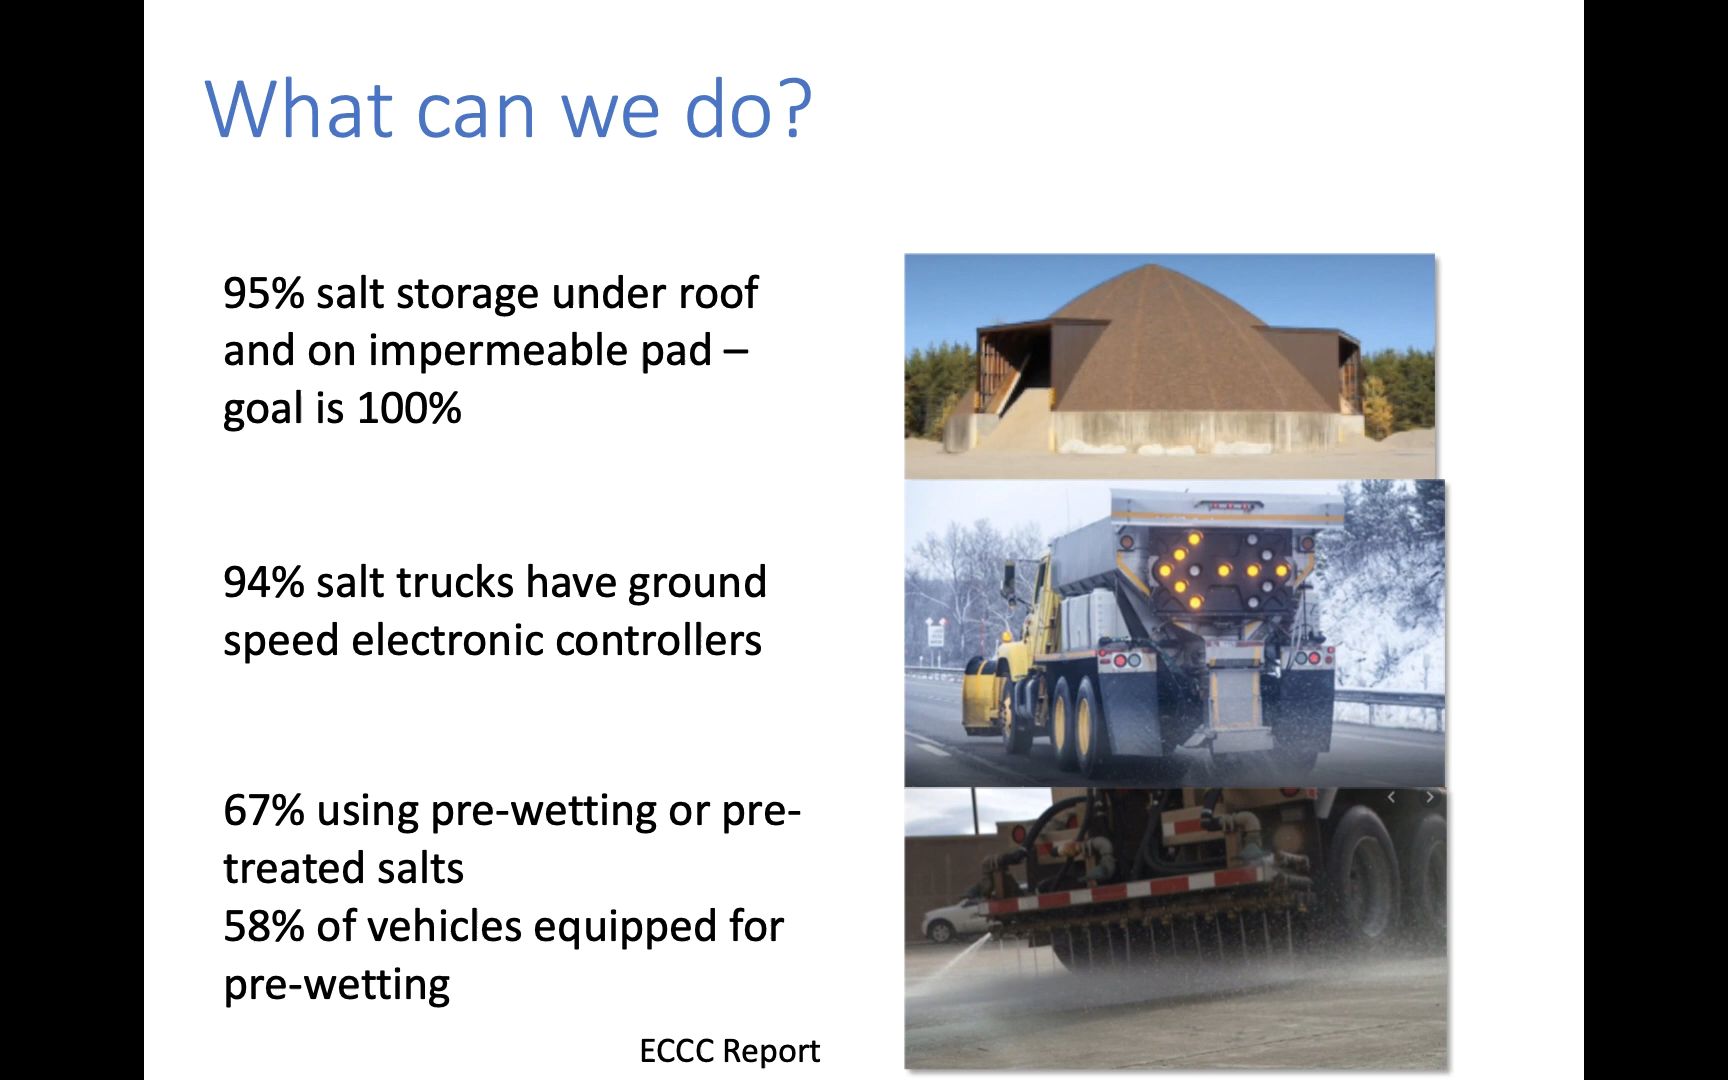 What can we do?
95% salt storage under roof
and on impermeable pad –
goal is 100%
94% salt trucks have ground
speed electronic controllers
67% using pre-wetting or pre-
treated salts
58% of vehicles equipped for
pre-wetting
ECCC Report